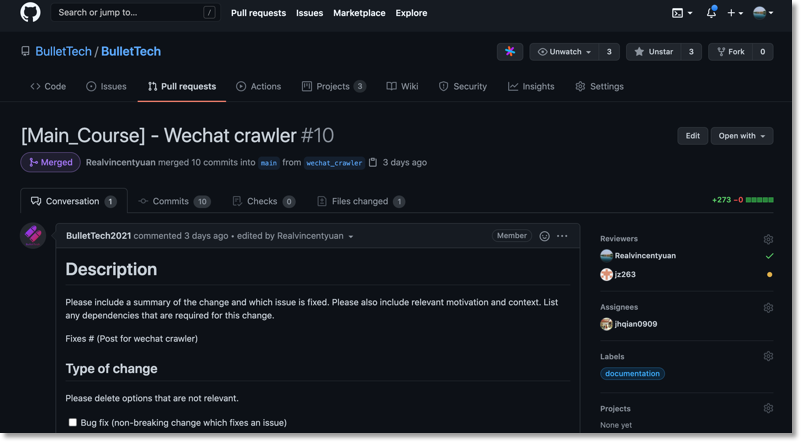 Search or jump to...
/
Pull requests
Issues
Marketplace
Explore
BulletTech / BulletTech
Unwatch
3
Unstar
3
Fork
0
Code
Issues
Pull requests
Actions
Projects 3
Wiki
Security
Insights
Settings
[Main_Course] - Wechat crawler #10
Edit
Open with
Merged
Realvincentyuan merged 10 commits into main from wechat_crawler 3 days ago
Conversation 1
Commits 10
Checks 0
Files changed 1
+273 −0
BulletTech2021 commented 3 days ago • edited by Realvincentyuan
Member
Description
Please include a summary of the change and which issue is fixed. Please also include relevant motivation and context. List
any dependencies that are required for this change.
Fixes # (Post for wechat crawler)
Type of change
Please delete options that are not relevant.
Bug fix (non-breaking change which fixes an issue)
Reviewers
Realvincentyuan
jz263
Assignees
jhqian0909
Labels
documentation
Projects
None yet